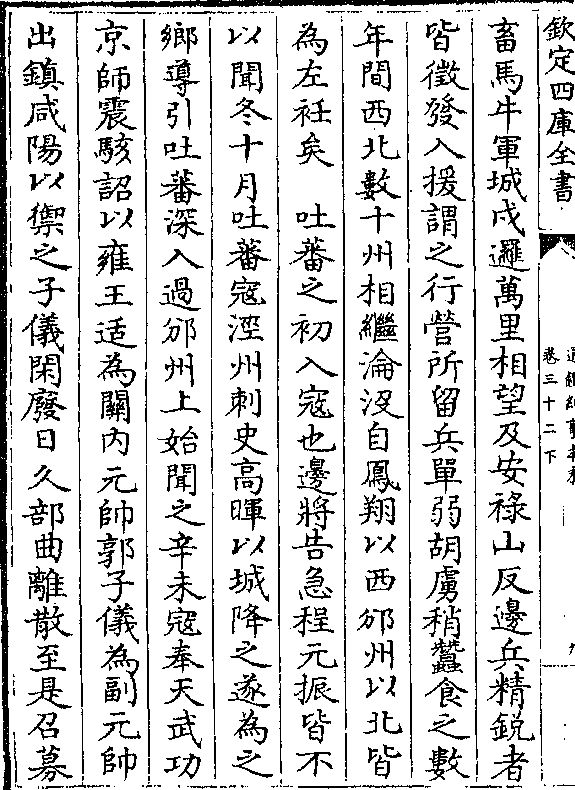 欽定四庫全書
卷三十二下
畜馬牛軍城戍邏萬里相望及安祿山反邊兵精銳者
皆徵發入援謂之行營所留兵單弱胡虜稍蠶食之數
年間西北數十州相繼淪沒自鳳翔以西邠州以北皆
為左衽矣 吐蕃之初入寇也邊將告急程元振皆不
以聞冬十月吐蕃寇涇州刺史高暉以城降之遂為之
鄉導引吐蕃深入過邠州上始聞之辛未寇奉天武功
京師震駭詔以雍王适為關內元帥郭子儀為副元帥
出鎮咸陽以禦之子儀閑廢日久部曲離散至是召募